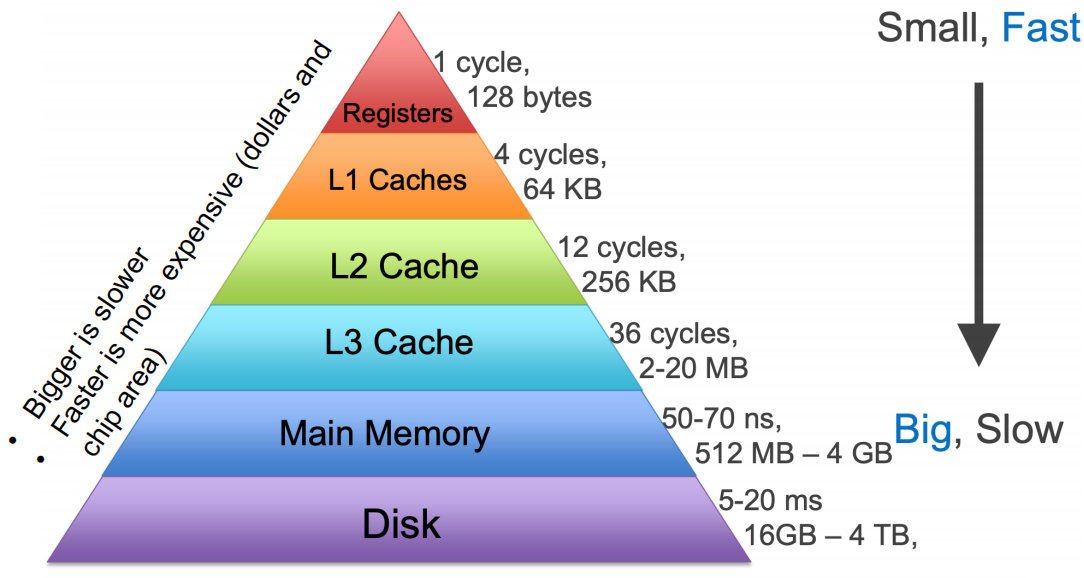 Small, Fast
1 cycle,
128 bytes
Registers
4 cycles,
64 KB
L1 Caches
12 cycles,
256 KB
L2 Cache
36 cycles,
2-20 MB
L3 Cache
50-70 ns,
512 MB – 4 GB
Main Memory
Big, Slow
5-20 ms
16GB – 4 TB,
Disk
• Bigger is slower
• Faster is more expensive (dollars and
chip area)